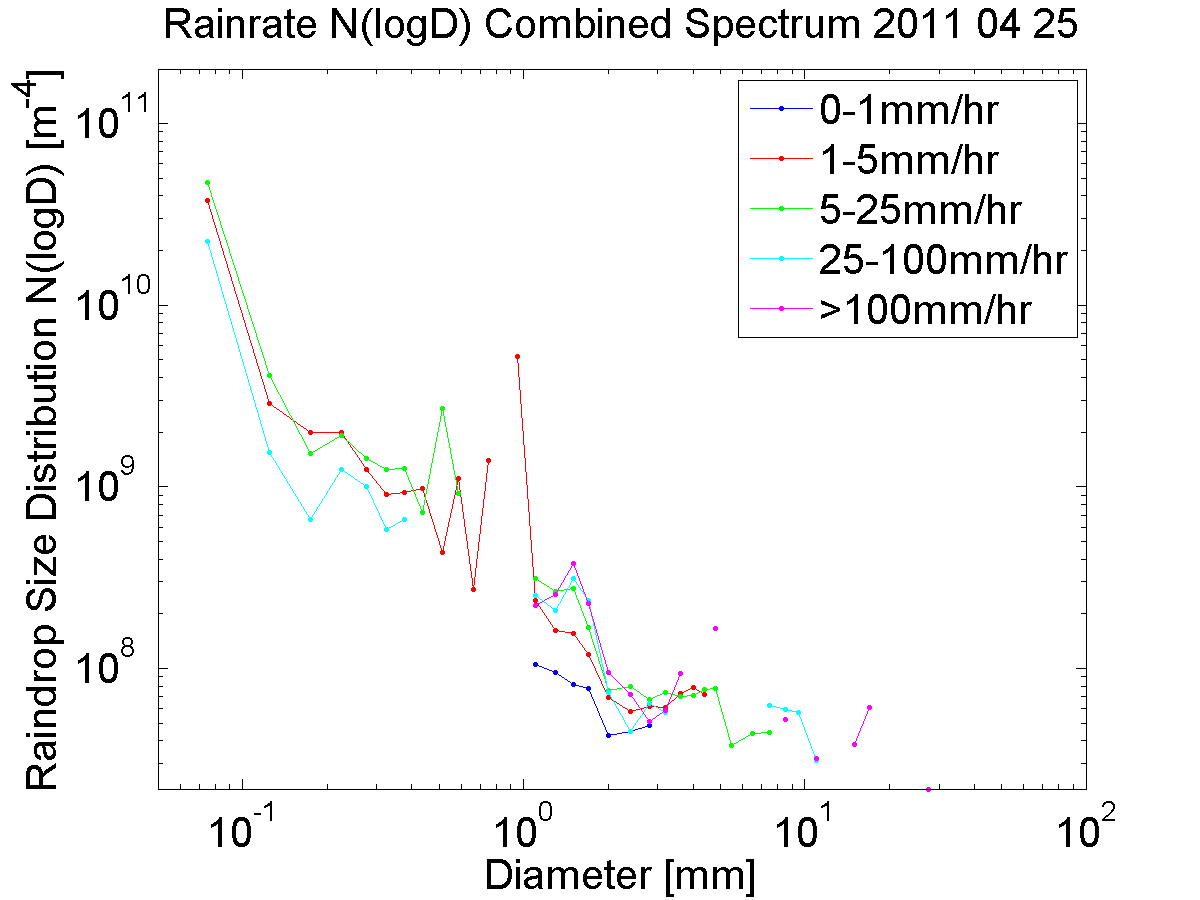 Rainrate N(logD) Combined Spectrum 2011 04 25
Raindrop Size Distribution N(logD) [m^-4]
10^11
10^10
10^9
10^8
0-1mm/hr
1-5mm/hr
5-25mm/hr
25-100mm/hr
>100mm/hr
10^-1 10^0 10^1 10^2
Diameter [mm]